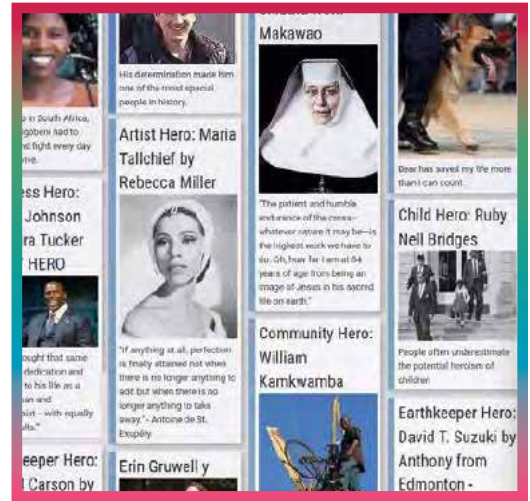 e in South Africa,
had to
nd fight every day
vive.
ess Hero:
Johnson
ra Tucker
HERO
ought that same
dedication and
to his life as a
an and
- with equally
ults."
eeper Hero:
Carson by
His determination made him
one of the most special
people in history.
Artist Hero: Maria
Tallchief by
Rebecca Miller
"If anything at all, perfection
is finally attained not when
there is no longer anything to
add but when there is no
longer anything to take
away."- Antoine de St.
Exupéry
Erin Gruwell y
Makawao
"The patient and humble
endurance of the cross—
whatever nature it may be—is
the highest work we have to
do. Oh, how far I am at 64
years of age from being an
image of Jesus in his sacred
life on earth."
Community Hero:
William
Kamkwamba
Bear has saved my life more
than I can count.
Child Hero: Ruby
Nell Bridges
People often underestimate
the potential heroism of
children
Earthkeeper Hero:
David T. Suzuki by
Anthony from
Edmonton -